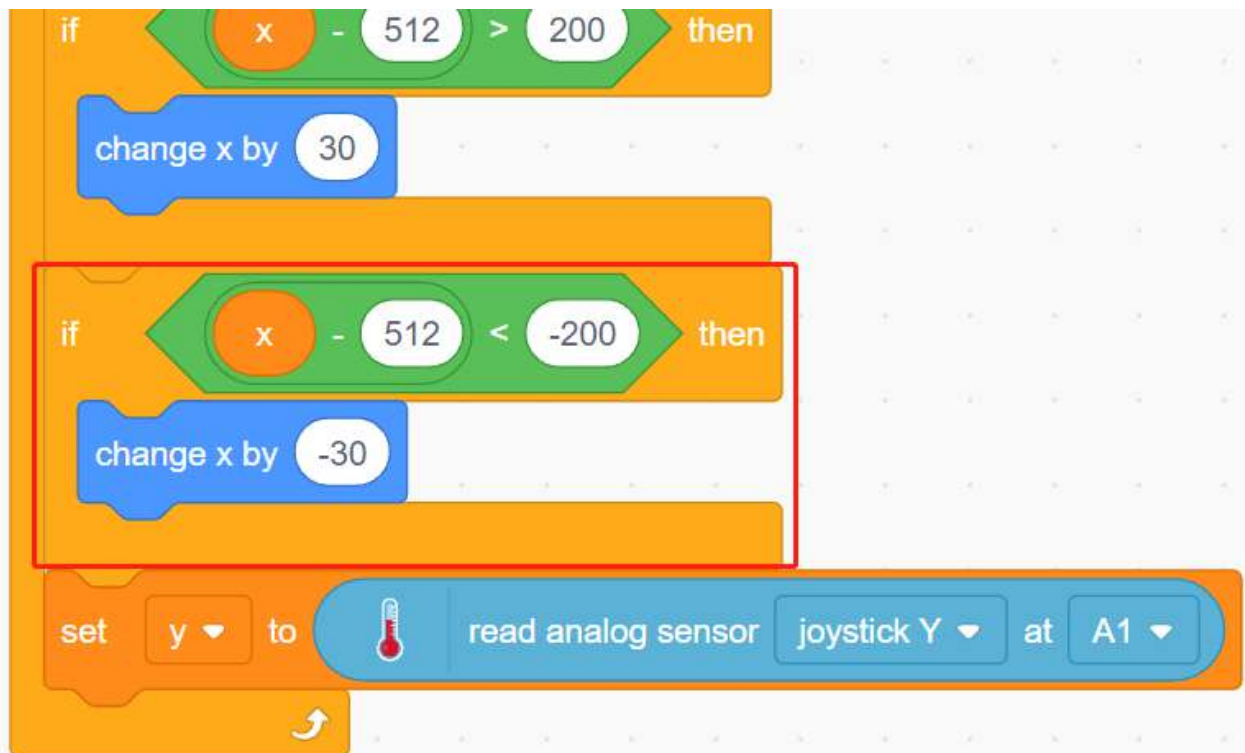 if x - 512 > 200 then
change x by 30
if x - 512 < -200 then
change x by -30
set y to read analog sensor joystick Y at A1